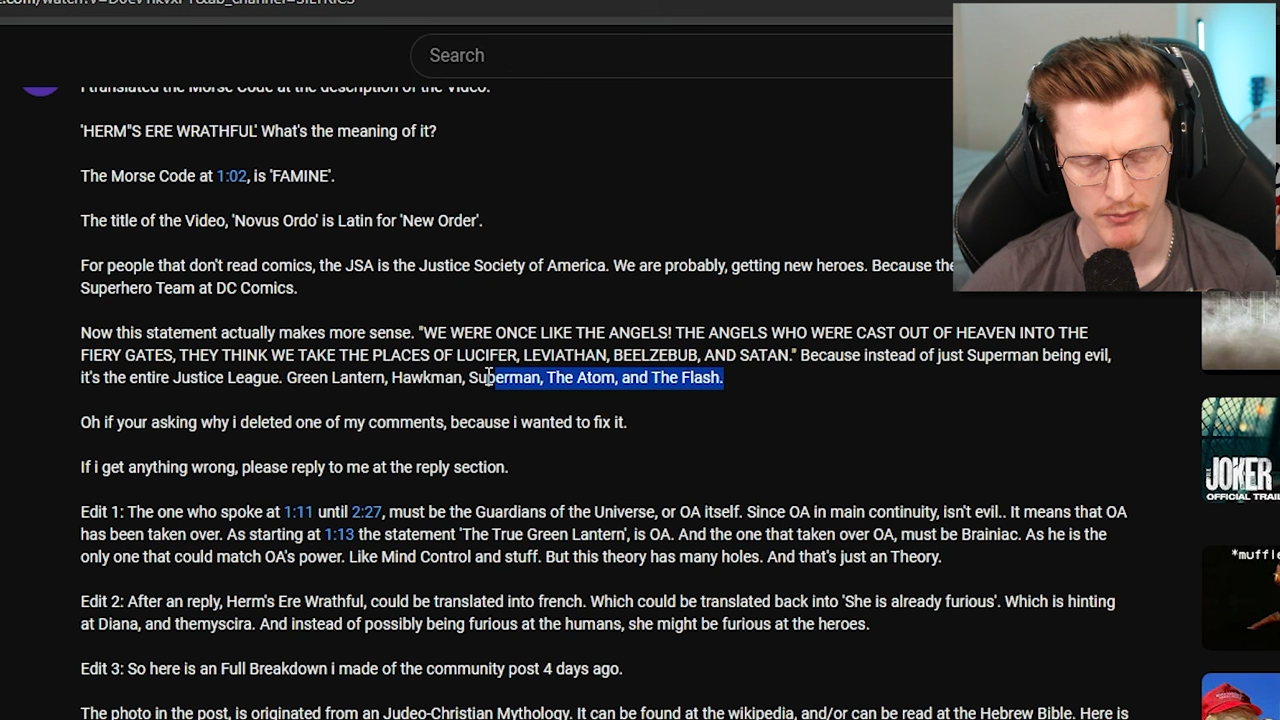 Search
I translated the Morse Code at the description of the Video.
'HERM"S ERE WRATHFUL' What's the meaning of it?
The Morse Code at 1:02, is 'FAMINE'.
The title of the Video, 'Novus Ordo' is Latin for 'New Order'.
For people that don't read comics, the JSA is the Justice Society of America. We are probably, getting new heroes. Because the
Superhero Team at DC Comics.
Now this statement actually makes more sense. "WE WERE ONCE LIKE THE ANGELS! THE ANGELS WHO WERE CAST OUT OF HEAVEN INTO THE
FIERY GATES, THEY THINK WE TAKE THE PLACES OF LUCIFER, LEVIATHAN, BEELZEBUB, AND SATAN." Because instead of just Superman being evil,
it's the entire Justice League. Green Lantern, Hawkman, Superman, The Atom, and The Flash.
Oh if your asking why i deleted one of my comments, because i wanted to fix it.
If i get anything wrong, please reply to me at the reply section.
Edit 1: The one who spoke at 1:11 until 2:27, must be the Guardians of the Universe, or OA itself. Since OA in main continuity, isn't evil.. It means that OA
has been taken over. As starting at 1:13 the statement 'The True Green Lantern', is OA. And the one that taken over OA, must be Brainiac. As he is the
only one that could match OA's power. Like Mind Control and stuff. But this theory has many holes. And that's just an Theory.
Edit 2: After an reply, Herm's Ere Wrathful, could be translated into french. Which could be translated back into 'She is already furious'. Which is hinting
at Diana, and themyscira. And instead of possibly being furious at the humans, she might be furious at the heroes.
Edit 3: So here is an Full Breakdown i made of the community post 4 days ago.
The photo in the post, is originated from an Judeo-Christian Mythology. It can be found at the wikipedia, and/or can be read at the Hebrew Bible. Here is
JOKER
OFFICIAL TRAI
*muffle